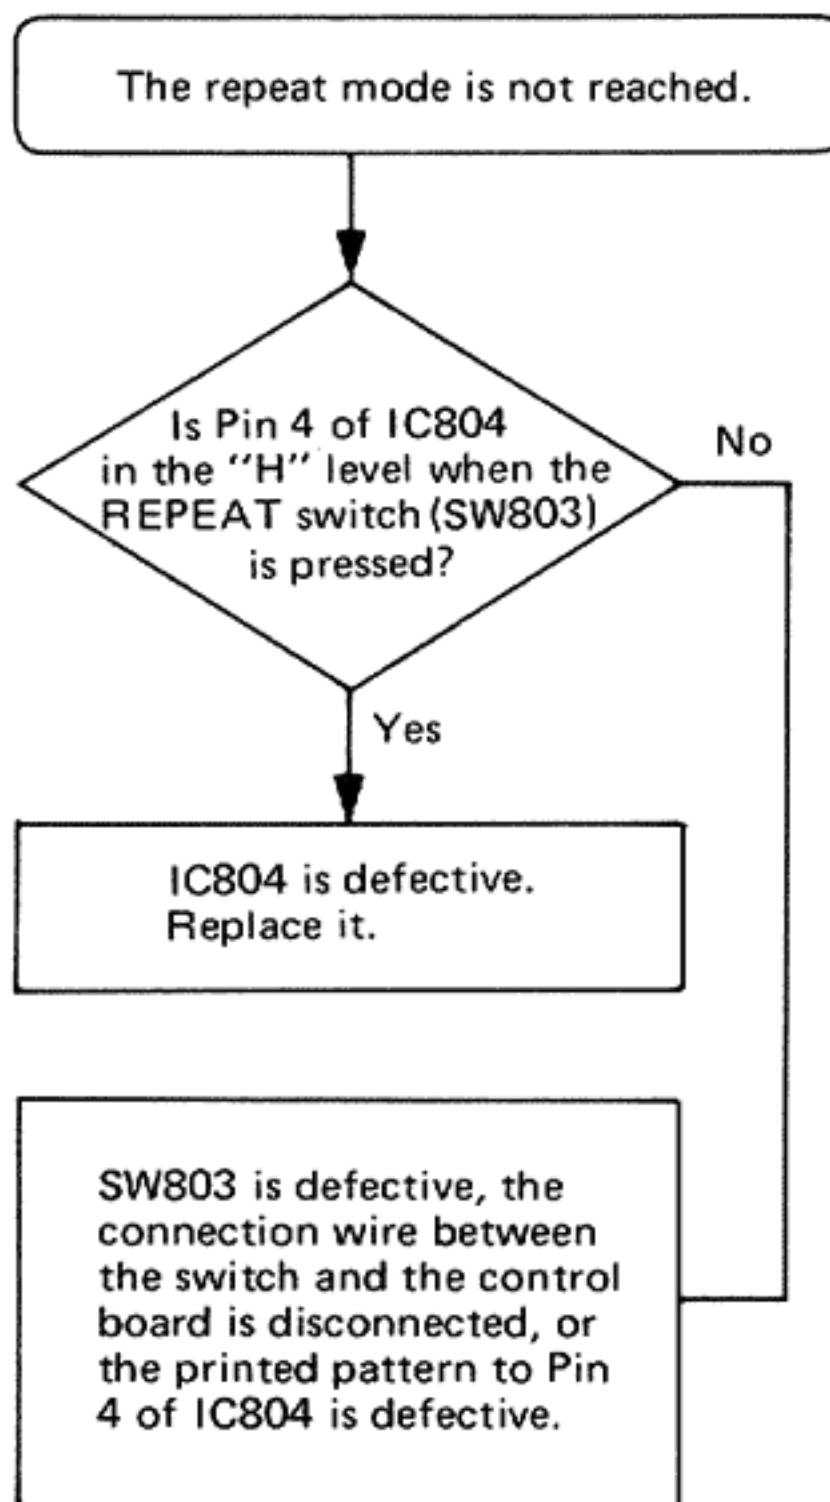 The repeat mode is not reached.
Is Pin 4 of IC804
in the "H" level when the
REPEAT switch (SW803)
is pressed?
No
Yes
IC804 is defective.
Replace it.
SW803 is defective, the
connection wire between
the switch and the control
board is disconnected, or
the printed pattern to Pin
4 of IC804 is defective.